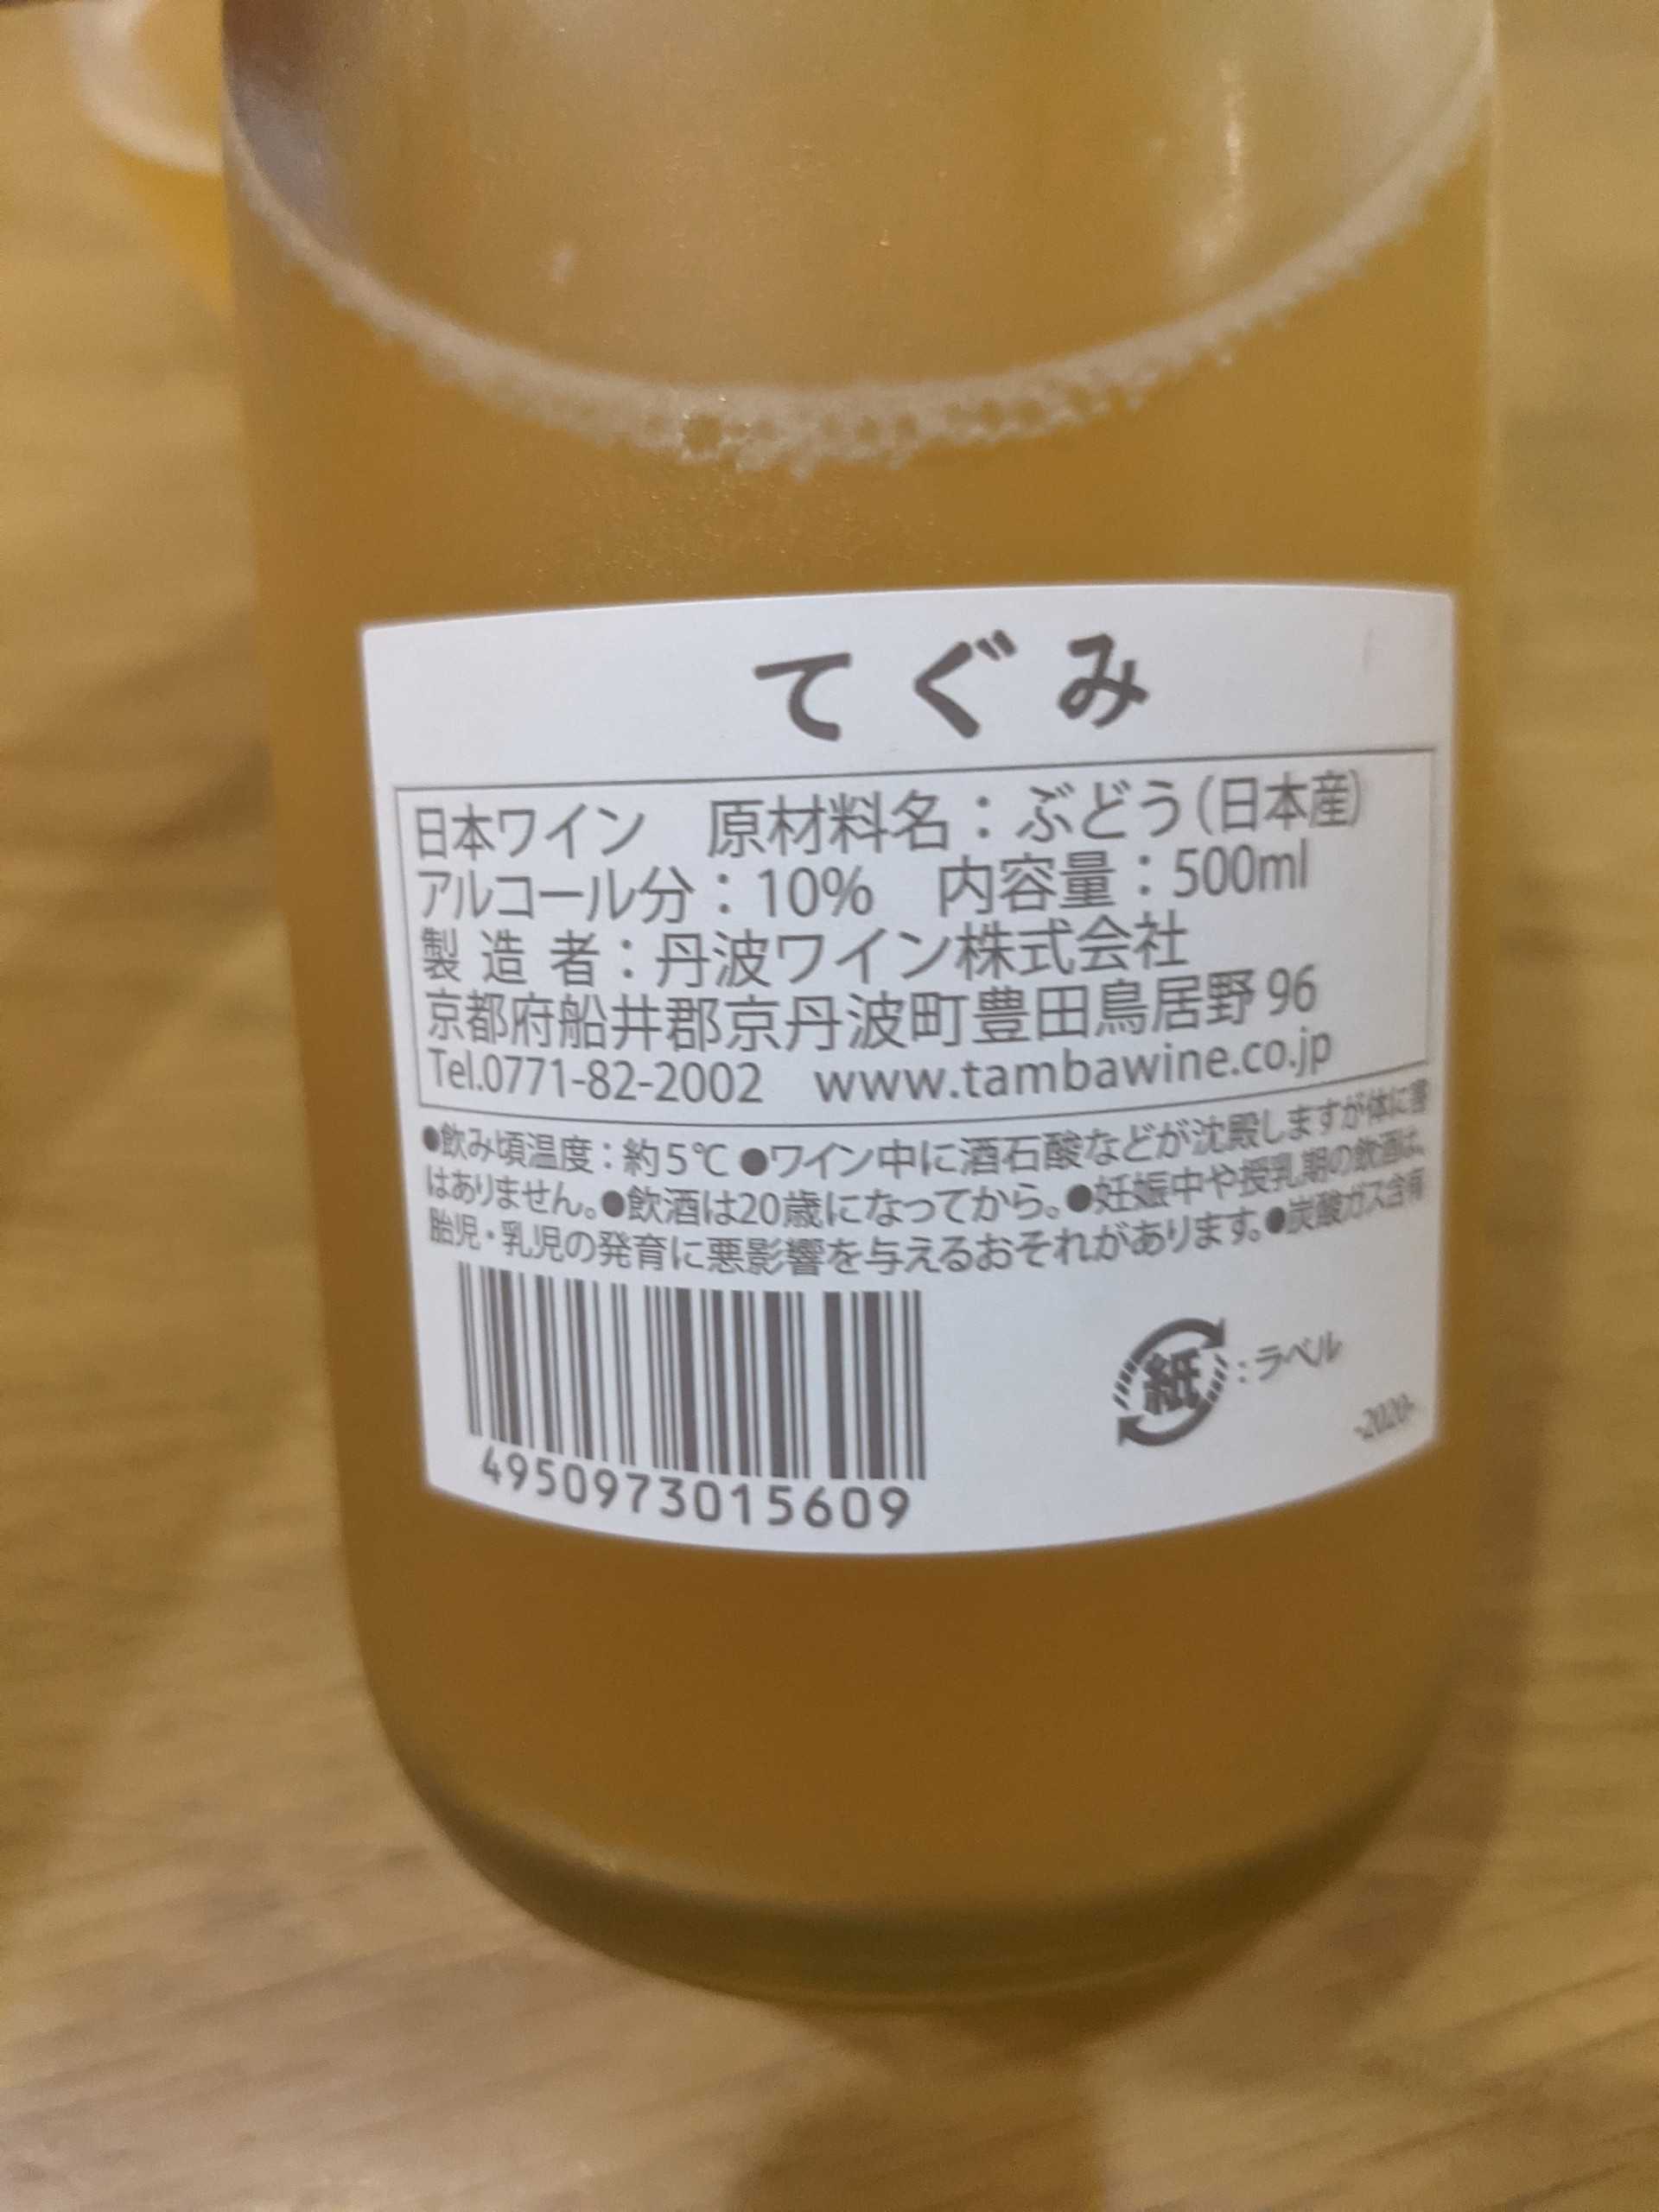 てぐみ
日本ワイン 原材料名：ぶどう（日本産）
アルコール分：10% 内容量：500ml
製造者：丹波ワイン株式会社
京都府船井郡京丹波町豊田鳥居野96
Tel.0771-82-2002 www.tambawine.co.jp
●飲み頃温度：約5℃ ●ワイン中に酒石酸などが沈殿しますが体に害
はありません。●飲酒は20歳になってから。●妊娠中や授乳期の飲酒は、
胎児・乳児の発育に悪影響を与えるおそれがあります。●炭酸ガス含有
紙：ラベル
-2020-
4950973015609